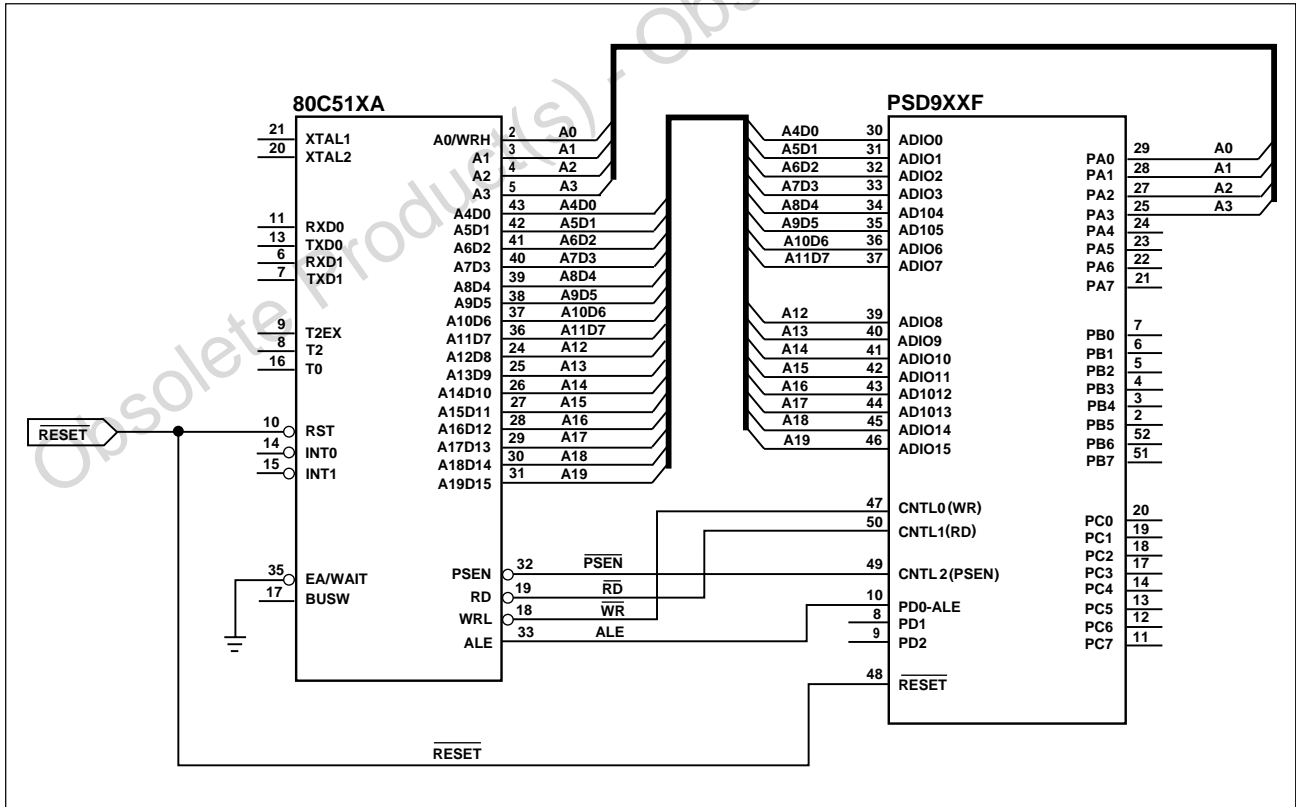 Obsolete Product(s) - Obs
80C51XA
21 XTAL1
20 XTAL2
11 RXD0
13 TXD0
6 RXD1
7 TXD1
9 T2EX
8 T2
16 T0
RESET
10 RST
14 INT0
15 INT1
35 EA/WAIT
17 BUSW
A0/WRH 2 A0
A1 3 A1
A2 4 A2
A3 5 A3
A4D0 43 A4D0
A5D1 42 A5D1
A6D2 41 A6D2
A7D3 40 A7D3
A8D4 39 A8D4
A9D5 38 A9D5
A10D6 37 A10D6
A11D7 36 A11D7
A12D8 24 A12
A13D9 25 A13
A14D10 26 A14
A15D11 27 A15
A16D12 28 A16
A17D13 29 A17
A18D14 30 A18
A19D15 31 A19
PSEN 32 PSEN
RD 19 RD
WRL 18 WR
ALE 33 ALE
RESET
PSD9XXF
A4D0 30 ADIO0
A5D1 31 ADIO1
A6D2 32 ADIO2
A7D3 33 ADIO3
A8D4 34 AD104
A9D5 35 AD105
A10D6 36 ADIO6
A11D7 37 ADIO7
A12 39 ADIO8
A13 40 ADIO9
A14 41 ADIO10
A15 42 ADIO11
A16 43 AD1012
A17 44 AD1013
A18 45 ADIO14
A19 46 ADIO15
47 CNTL0(WR)
50 CNTL1(RD)
49 CNTL2(PSEN)
10 PD0-ALE
8 PD1
9 PD2
48 RESET
PA0 29 A0
PA1 28 A1
PA2 27 A2
PA3 25 A3
PA4 24
PA5 23
PA6 22
PA7 21
PB0 7
PB1 6
PB2 5
PB3 4
PB4 3
PB5 2
PB6 52
PB7 51
PC0 20
PC1 19
PC2 18
PC3 17
PC4 14
PC5 13
PC6 12
PC7 11